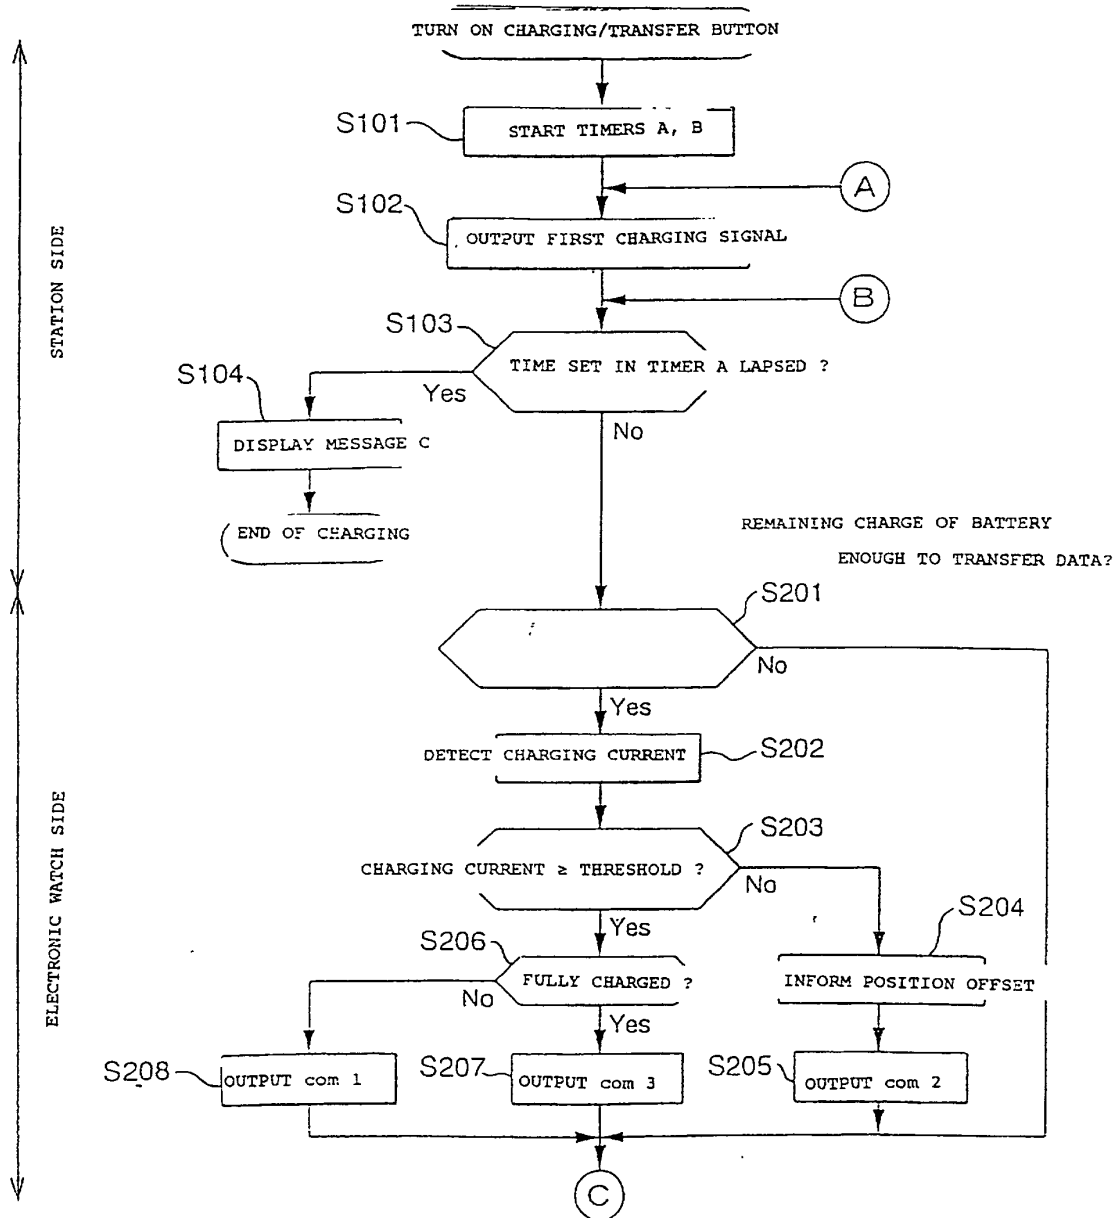 TURN ON CHARGING/TRANSFER BUTTON
S101
START TIMERS A, B
A
S102
OUTPUT FIRST CHARGING SIGNAL
B
S103
TIME SET IN TIMER A LAPSED ?
S104
Yes
No
DISPLAY MESSAGE C
END OF CHARGING
STATION SIDE
REMAINING CHARGE OF BATTERY
ENOUGH TO TRANSFER DATA?
S201
No
Yes
DETECT CHARGING CURRENT
S202
S203
CHARGING CURRENT ≥ THRESHOLD ?
No
Yes
S204
S206
FULLY CHARGED ?
INFORM POSITION OFFSET
No
Yes
S208
OUTPUT com 1
S207
OUTPUT com 3
S205
OUTPUT com 2
ELECTRONIC WATCH SIDE
C